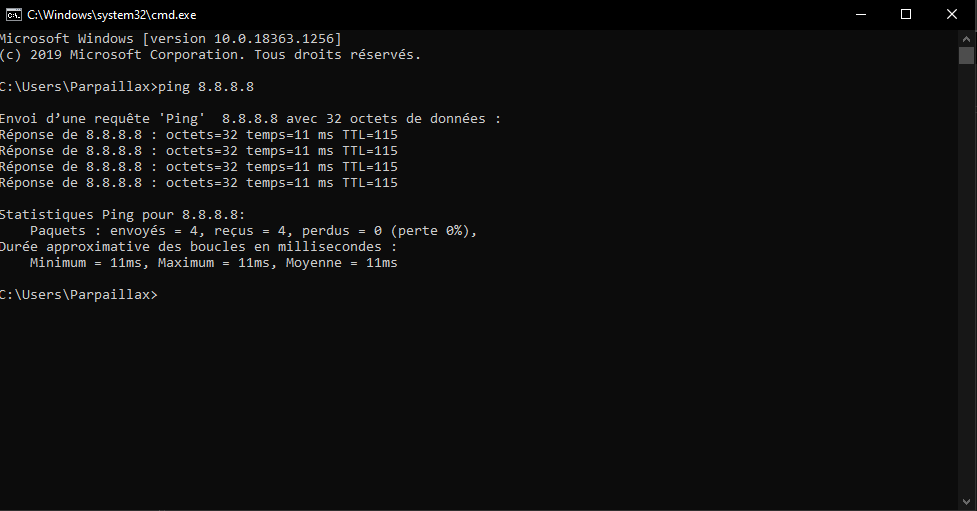 C:\Windows\system32\cmd.exe
Microsoft Windows [version 10.0.18363.1256]
(c) 2019 Microsoft Corporation. Tous droits réservés.
C:\Users\Parpaillax>ping 8.8.8.8
Envoi d’une requête 'Ping'  8.8.8.8 avec 32 octets de données :
Réponse de 8.8.8.8 : octets=32 temps=11 ms TTL=115
Réponse de 8.8.8.8 : octets=32 temps=11 ms TTL=115
Réponse de 8.8.8.8 : octets=32 temps=11 ms TTL=115
Réponse de 8.8.8.8 : octets=32 temps=11 ms TTL=115
Statistiques Ping pour 8.8.8.8:
    Paquets : envoyés = 4, reçus = 4, perdus = 0 (perte 0%),
Durée approximative des boucles en millisecondes :
    Minimum = 11ms, Maximum = 11ms, Moyenne = 11ms
C:\Users\Parpaillax>